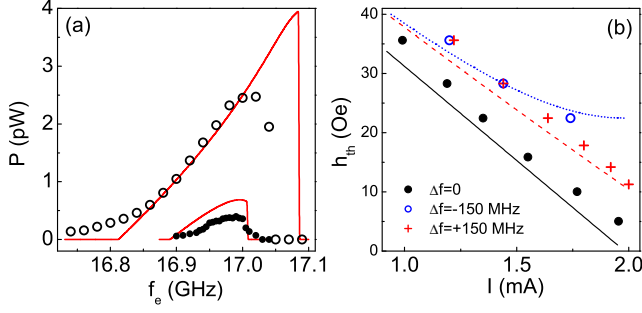 (a)
P (pW)
4
3
2
1
0
16.8 16.9 17.0 17.1
f_e (GHz)
(b)
h_th (Oe)
40
30
20
10
0
Δf=0
Δf=-150 MHz
Δf=+150 MHz
1.0 1.5 2.0
I (mA)